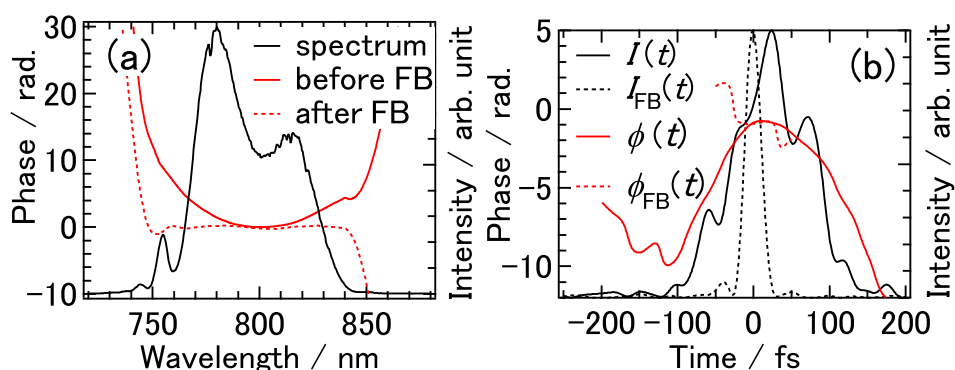 (a)
spectrum
before FB
after FB
30
20
10
0
−10
Phase / rad.
Intensity / arb. unit
750
800
850
Wavelength / nm
(b)
I(t)
I_FB(t)
ϕ(t)
ϕ_FB(t)
5
0
−5
−10
Phase / rad.
Intensity / arb. unit
−200
−100
0
100
200
Time / fs